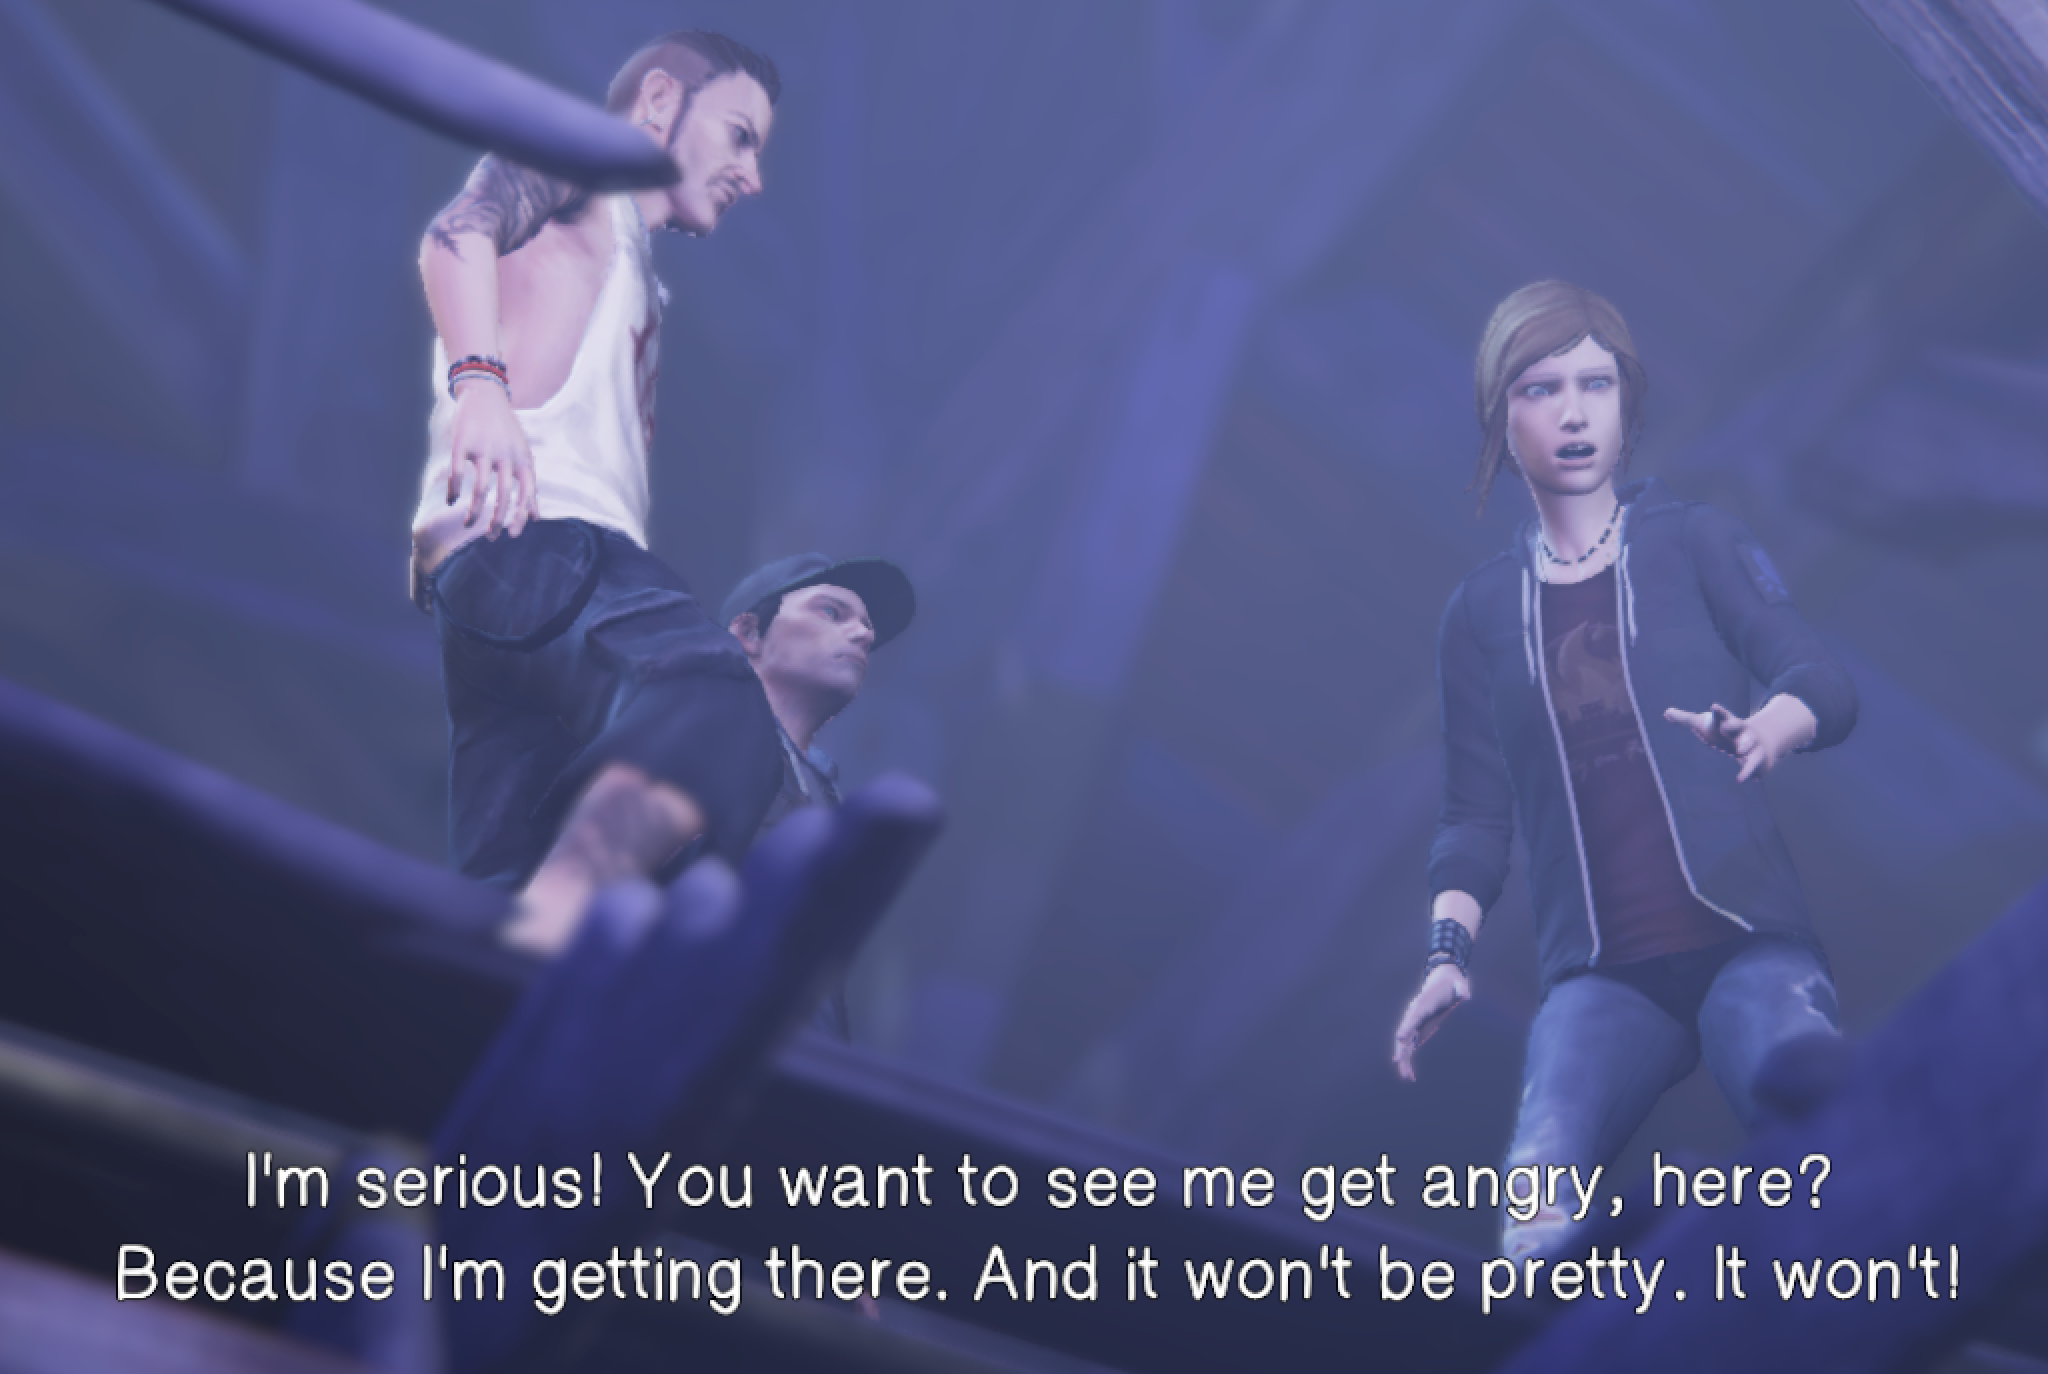 I'm serious! You want to see me get angry, here?
Because I'm getting there. And it won't be pretty. It won't!